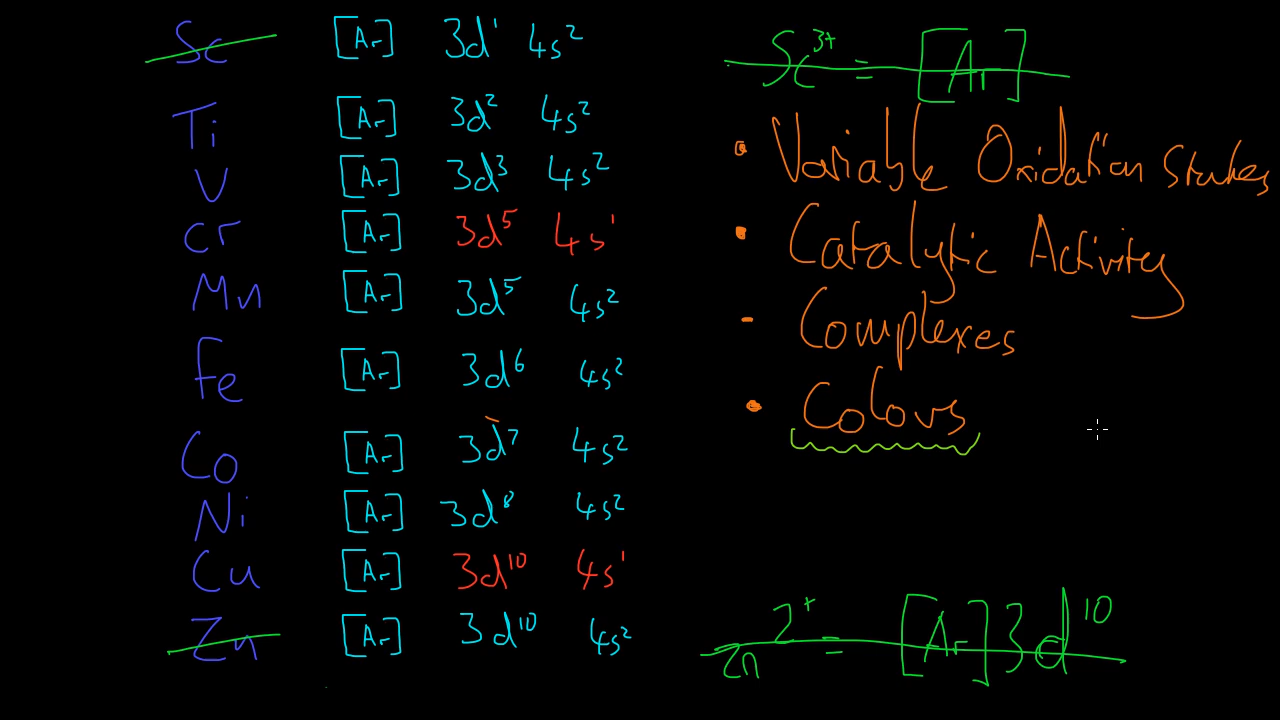 Sc [Ar] 3d¹ 4s²
Ti [Ar] 3d² 4s²
V [Ar] 3d³ 4s²
Cr [Ar] 3d⁵ 4s¹
Mn [Ar] 3d⁵ 4s²
Fe [Ar] 3d⁶ 4s²
Co [Ar] 3d⁷ 4s²
Ni [Ar] 3d⁸ 4s²
Cu [Ar] 3d¹⁰ 4s¹
Zn [Ar] 3d¹⁰ 4s²
Sc³⁺ = [Ar]
• Variable Oxidation States
• Catalytic Activity
- Complexes
• Colours
Zn²⁺ = [Ar] 3d¹⁰